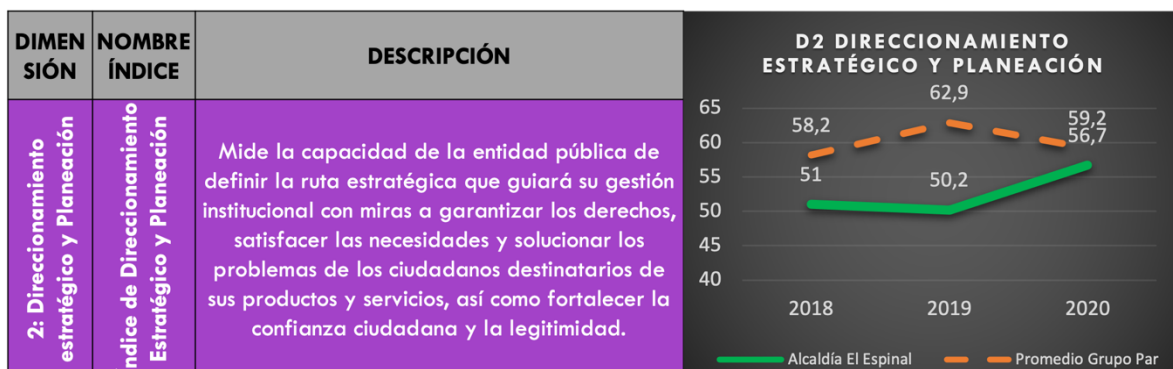 DIMEN
SIÓN
NOMBRE
ÍNDICE
DESCRIPCIÓN
2: Direccionamiento
estratégico y Planeación
Índice de Direccionamiento
Estratégico y Planeación
Mide la capacidad de la entidad pública de
definir la ruta estratégica que guiará su gestión
institucional con miras a garantizar los derechos,
satisfacer las necesidades y solucionar los
problemas de los ciudadanos destinatarios de
sus productos y servicios, así como fortalecer la
confianza ciudadana y la legitimidad.
D2 DIRECCIONAMIENTO
ESTRATÉGICO Y PLANEACIÓN
65
60
55
50
45
40
58,2
62,9
59,2
51
50,2
56,7
2018
2019
2020
Alcaldía El Espinal
Promedio Grupo Par